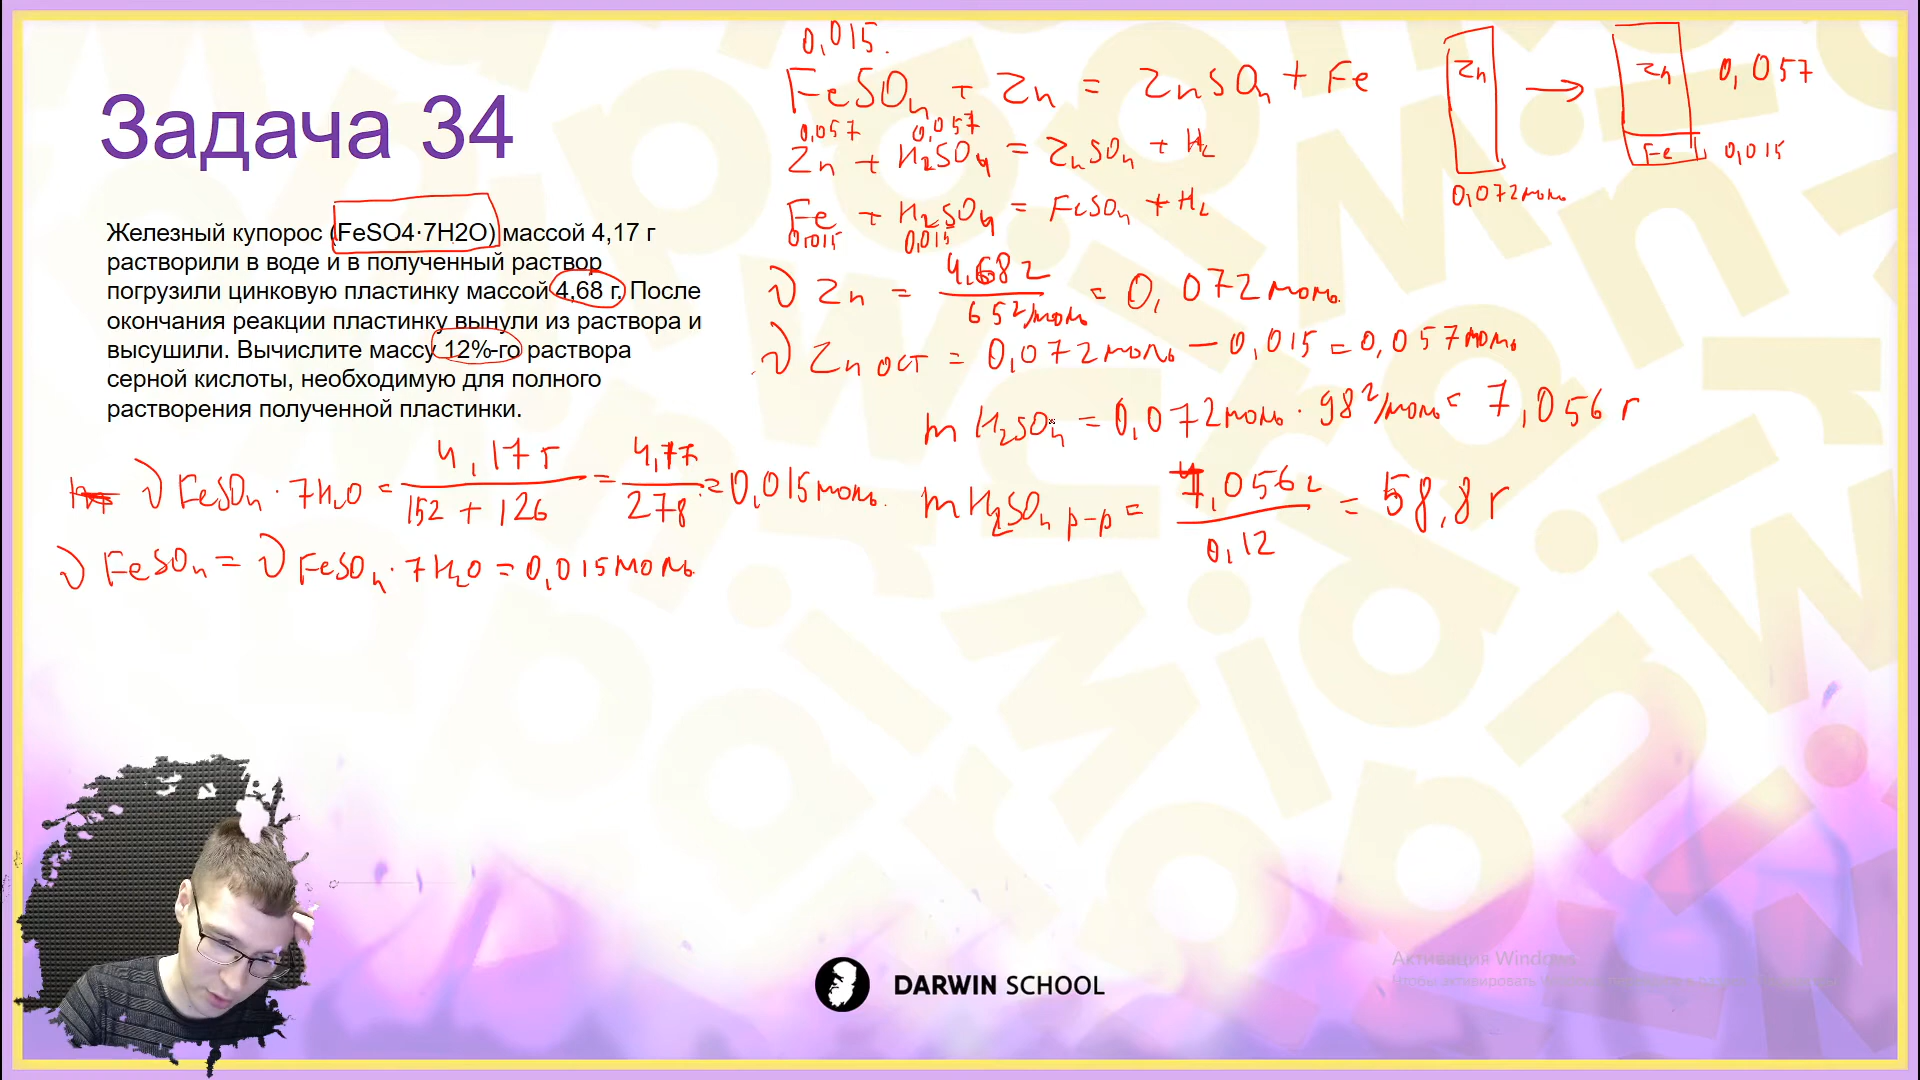 Задача 34
Железный купорос (FeSO4·7H2O) массой 4,17 г
растворили в воде и в полученный раствор
погрузили цинковую пластинку массой 4,68 г. После
окончания реакции пластинку вынули из раствора и
высушили. Вычислите массу 12%-го раствора
серной кислоты, необходимую для полного
растворения полученной пластинки.
ν FeSO4 · 7H2O = 4,17 г / 152 + 126 = 4,17 / 278 = 0,015 моль.
ν FeSO4 = ν FeSO4 · 7H2O = 0,015 моль.
0,015.
FeSO4 + Zn = ZnSO4 + Fe
0,057 0,057
Zn + H2SO4 = ZnSO4 + H2
Fe + H2SO4 = FeSO4 + H2
0,015 0,015
ν Zn = 4,68 г / 65 г/моль = 0,072 моль.
ν Zn ост = 0,072 моль − 0,015 = 0,057 моль
m H2SO4 = 0,072 моль · 98 г/моль = 7,056 г
m H2SO4 р-р = 7,056 г / 0,12 = 58,8 г
Zn → Zn 0,057
Fe 0,015
0,072 моль
DARWIN SCHOOL
Активация Windows